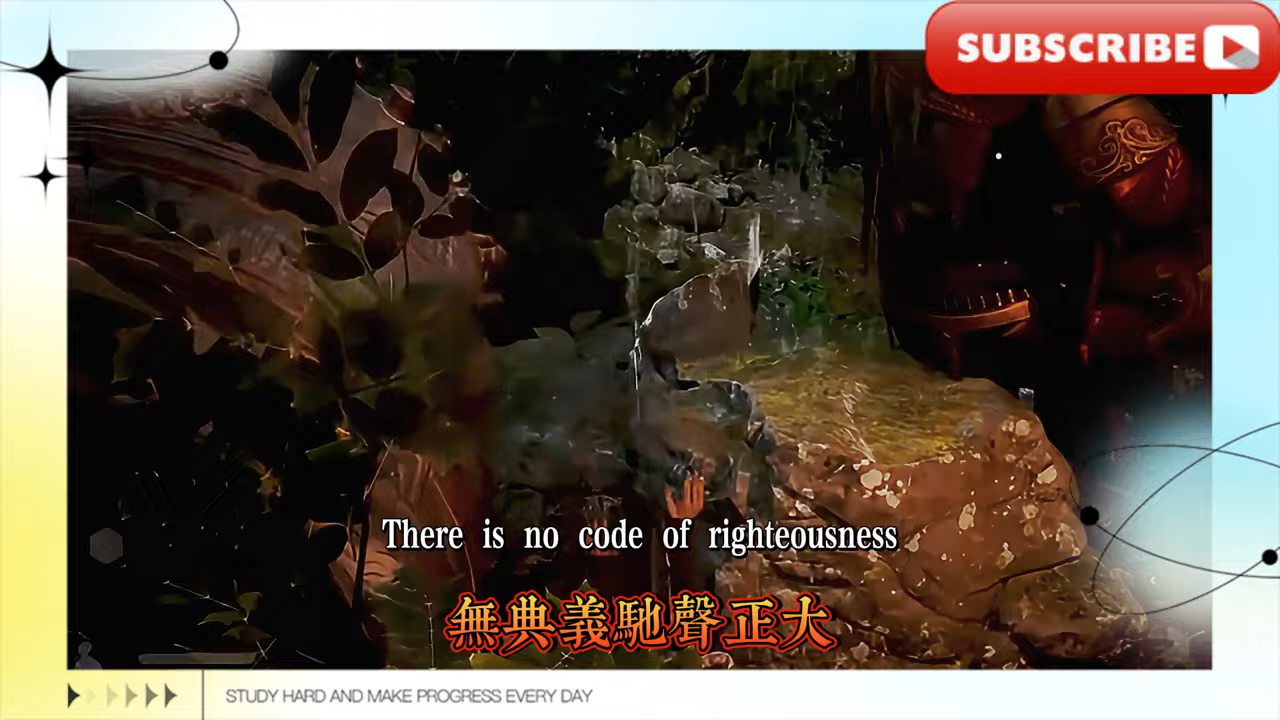 SUBSCRIBE
There is no code of righteousness
無典義馳聲正大
STUDY HARD AND MAKE PROGRESS EVERY DAY